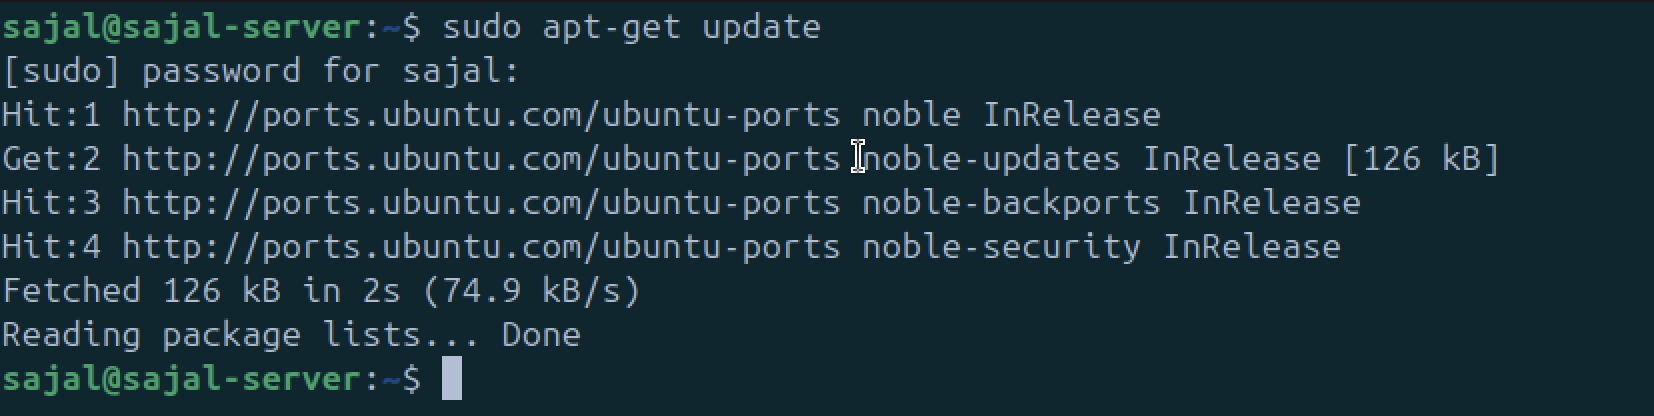 sajal@sajal-server:~$ sudo apt-get update
[sudo] password for sajal:
Hit:1 http://ports.ubuntu.com/ubuntu-ports noble InRelease
Get:2 http://ports.ubuntu.com/ubuntu-ports noble-updates InRelease [126 kB]
Hit:3 http://ports.ubuntu.com/ubuntu-ports noble-backports InRelease
Hit:4 http://ports.ubuntu.com/ubuntu-ports noble-security InRelease
Fetched 126 kB in 2s (74.9 kB/s)
Reading package lists... Done
sajal@sajal-server:~$